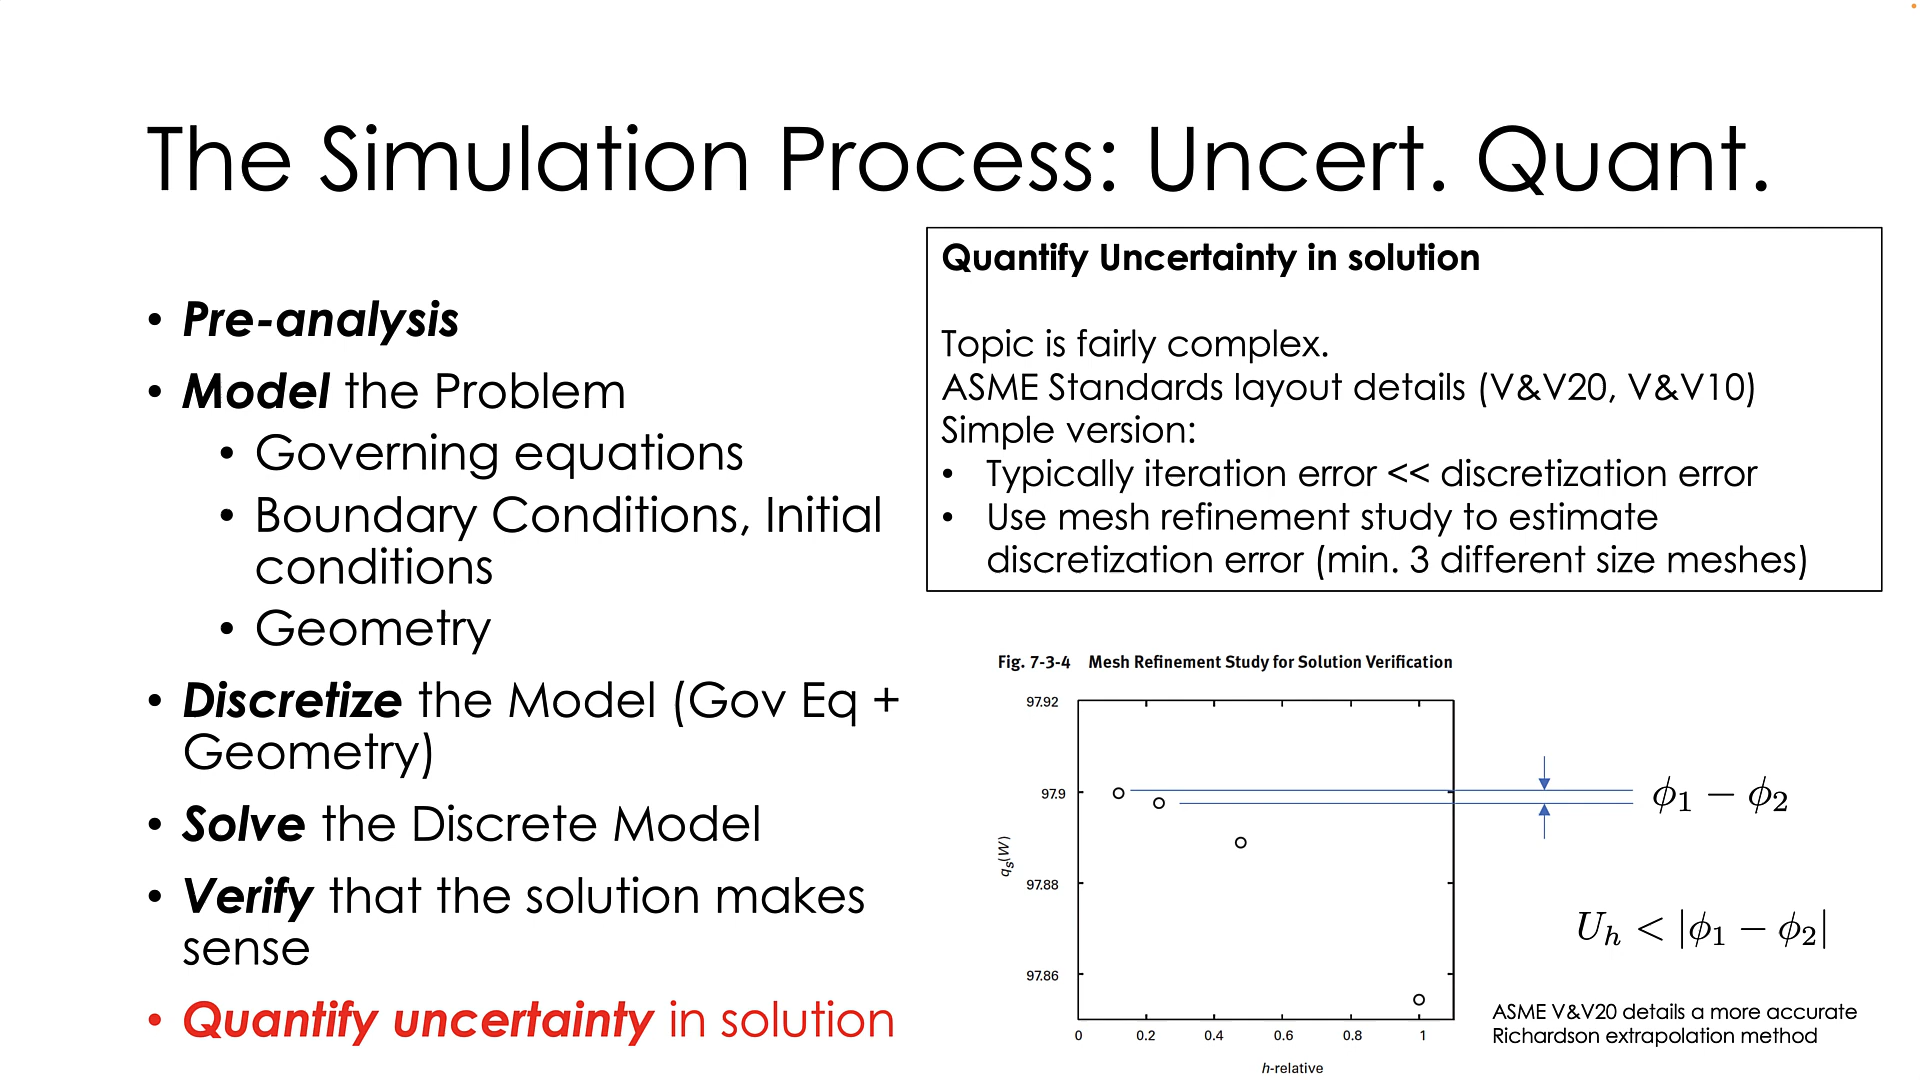 The Simulation Process: Uncert. Quant.
• Pre-analysis
• Model the Problem
• Governing equations
• Boundary Conditions, Initial
conditions
• Geometry
• Discretize the Model (Gov Eq +
Geometry)
• Solve the Discrete Model
• Verify that the solution makes
sense
• Quantify uncertainty in solution
Quantify Uncertainty in solution
Topic is fairly complex.
ASME Standards layout details (V&V20, V&V10)
Simple version:
• Typically iteration error << discretization error
• Use mesh refinement study to estimate
discretization error (min. 3 different size meshes)
Fig. 7-3-4 Mesh Refinement Study for Solution Verification
97.92
97.9
97.88
97.86
qs(W)
0 0.2 0.4 0.6 0.8 1
h-relative
ϕ₁ − ϕ₂
Uₕ < |ϕ₁ − ϕ₂|
ASME V&V20 details a more accurate
Richardson extrapolation method